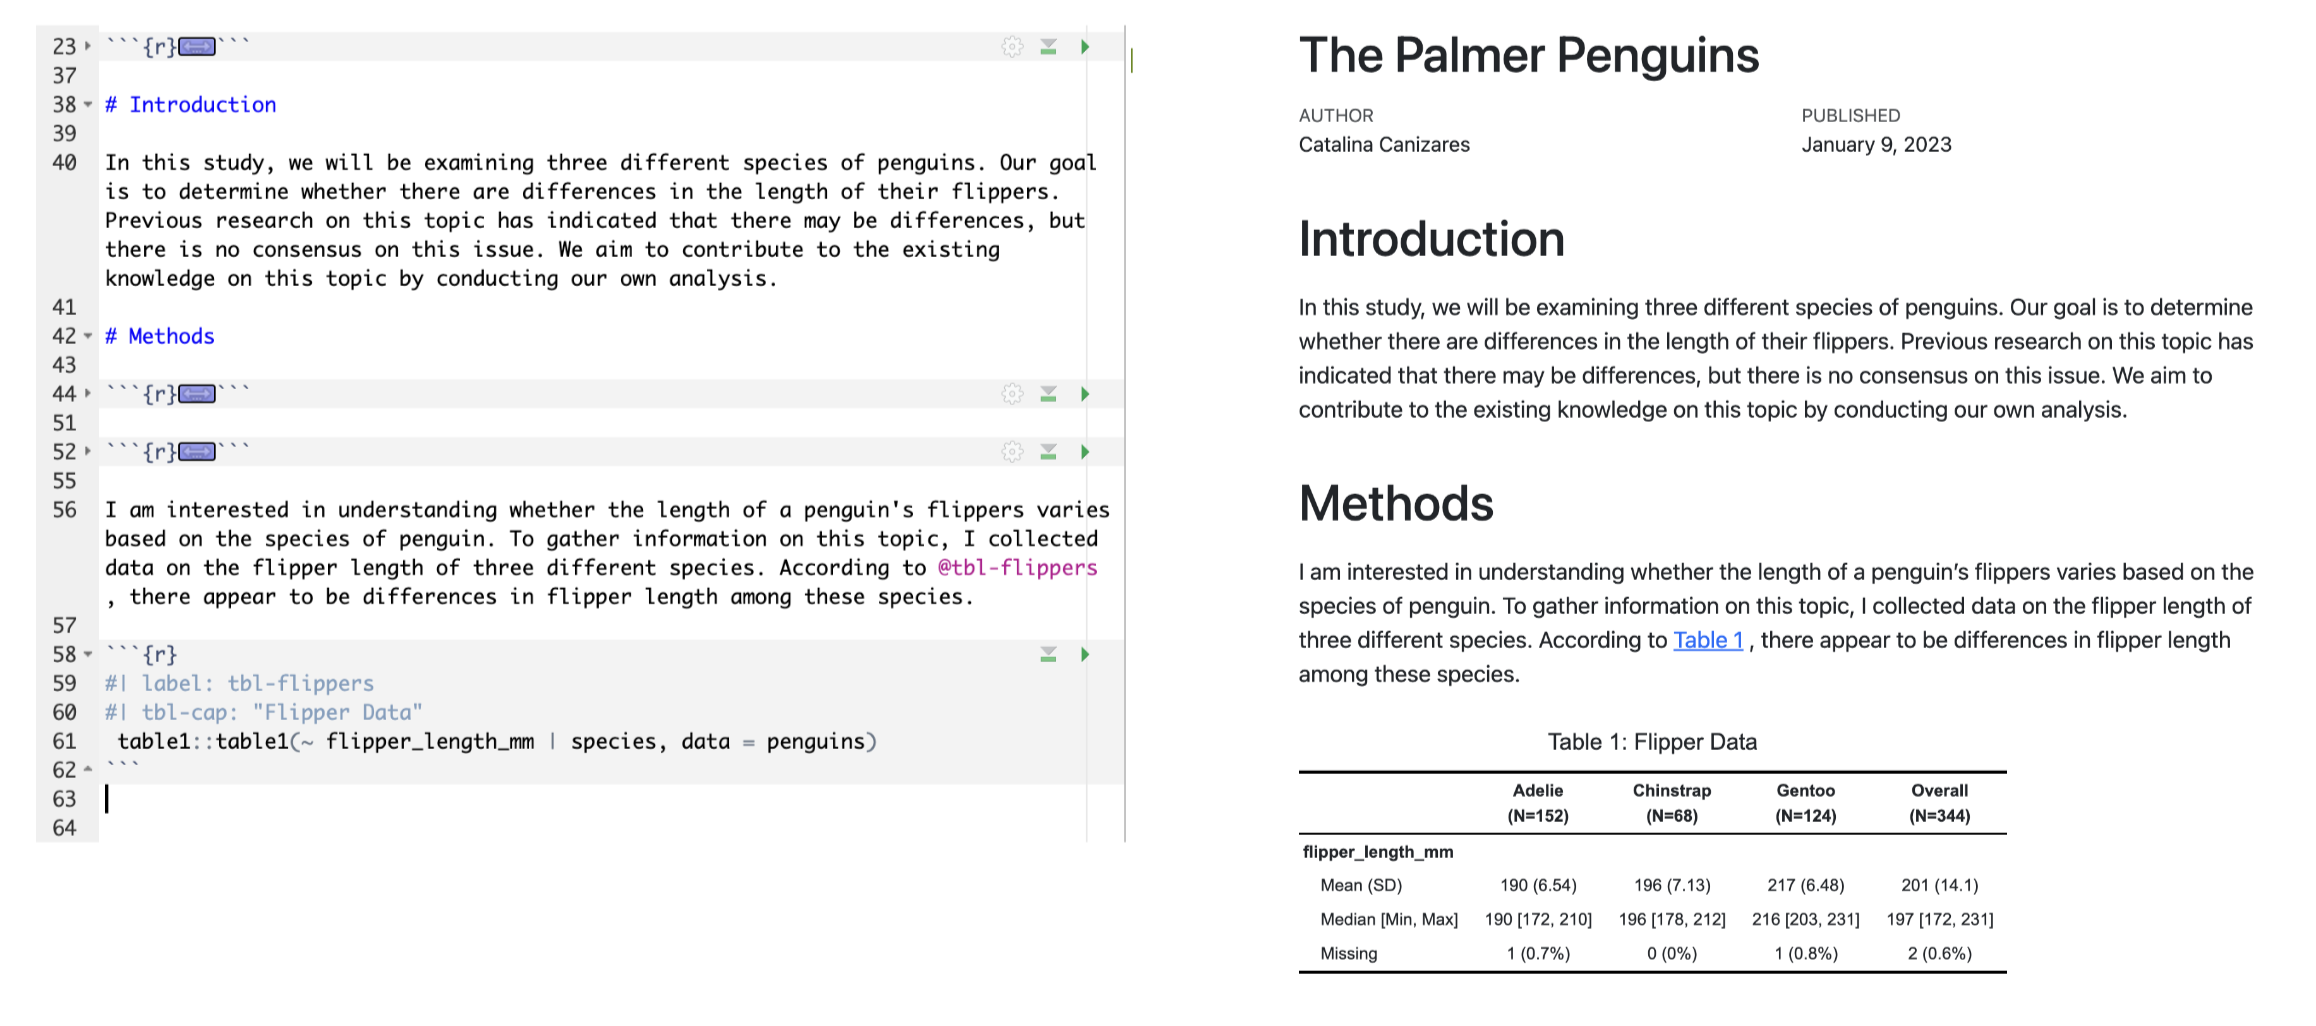 23 ```{r}```
37
38 # Introduction
39
40 In this study, we will be examining three different species of penguins. Our goal
is to determine whether there are differences in the length of their flippers.
Previous research on this topic has indicated that there may be differences, but
there is no consensus on this issue. We aim to contribute to the existing
knowledge on this topic by conducting our own analysis.
41
42 # Methods
43
44 ```{r}```
51
52 ```{r}```
55
56 I am interested in understanding whether the length of a penguin's flippers varies
based on the species of penguin. To gather information on this topic, I collected
data on the flipper length of three different species. According to @tbl-flippers
, there appear to be differences in flipper length among these species.
57
58 ```{r}
59 #| label: tbl-flippers
60 #| tbl-cap: "Flipper Data"
61 table1::table1(~ flipper_length_mm | species, data = penguins)
62 ```
63
64
The Palmer Penguins
AUTHOR PUBLISHED
Catalina Canizares January 9, 2023
Introduction
In this study, we will be examining three different species of penguins. Our goal is to determine
whether there are differences in the length of their flippers. Previous research on this topic has
indicated that there may be differences, but there is no consensus on this issue. We aim to
contribute to the existing knowledge on this topic by conducting our own analysis.
Methods
I am interested in understanding whether the length of a penguin’s flippers varies based on the
species of penguin. To gather information on this topic, I collected data on the flipper length of
three different species. According to Table 1 , there appear to be differences in flipper length
among these species.
Table 1: Flipper Data
Adelie Chinstrap Gentoo Overall
(N=152) (N=68) (N=124) (N=344)
flipper_length_mm
Mean (SD) 190 (6.54) 196 (7.13) 217 (6.48) 201 (14.1)
Median [Min, Max] 190 [172, 210] 196 [178, 212] 216 [203, 231] 197 [172, 231]
Missing 1 (0.7%) 0 (0%) 1 (0.8%) 2 (0.6%)